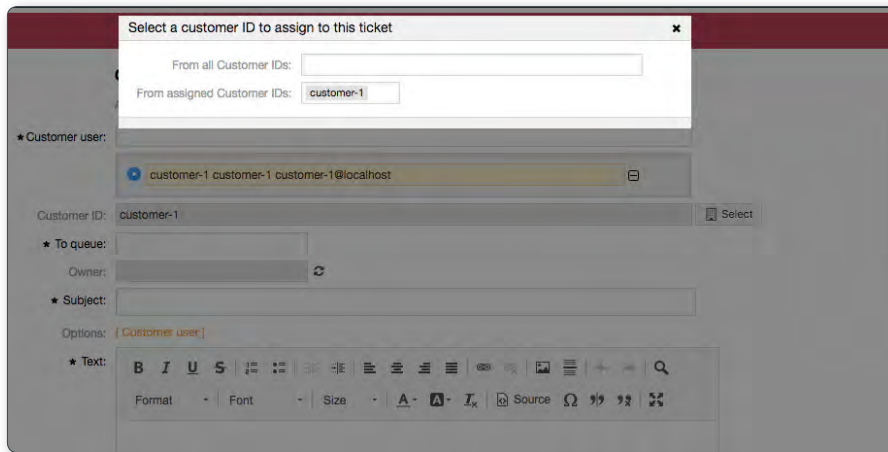 Select a customer ID to assign to this ticket
From all Customer IDs:
From assigned Customer IDs: customer-1
★ Customer user:
customer-1 customer-1 customer-1@localhost
Customer ID: customer-1 Select
★ To queue:
Owner:
★ Subject:
Options: [ Customer user ]
★ Text:
B I U S
Format Font Size A A Ix Source Ω